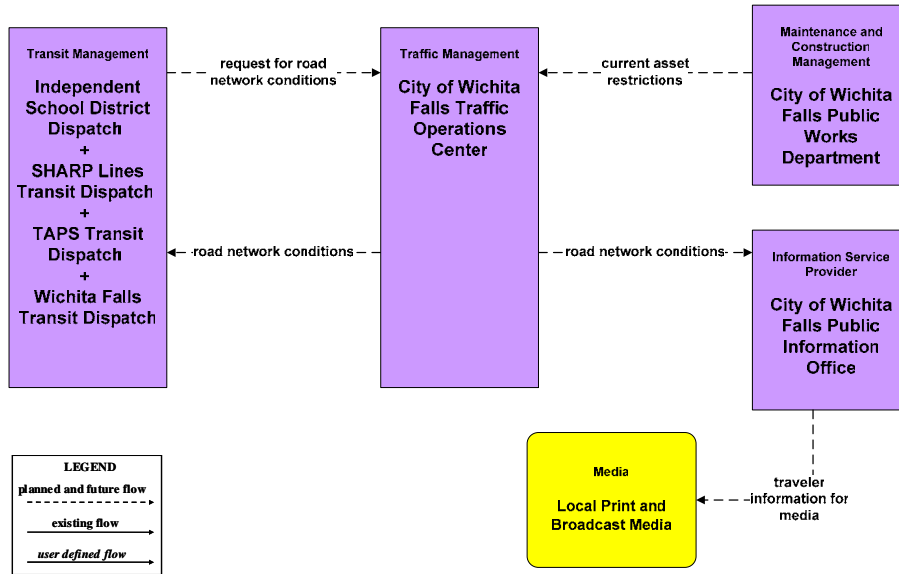 Transit Management
Independent
School District
Dispatch
+
SHARP Lines
Transit Dispatch
+
TAPS Transit
Dispatch
+
Wichita Falls
Transit Dispatch
request for road
network conditions
road network conditions
Traffic Management
City of Wichita
Falls Traffic
Operations
Center
current asset
restrictions
road network conditions
Maintenance and
Construction
Management
City of Wichita
Falls Public
Works
Department
Information Service
Provider
City of Wichita
Falls Public
Information
Office
traveler
information for
media
Media
Local Print and
Broadcast Media
LEGEND
planned and future flow
existing flow
user defined flow